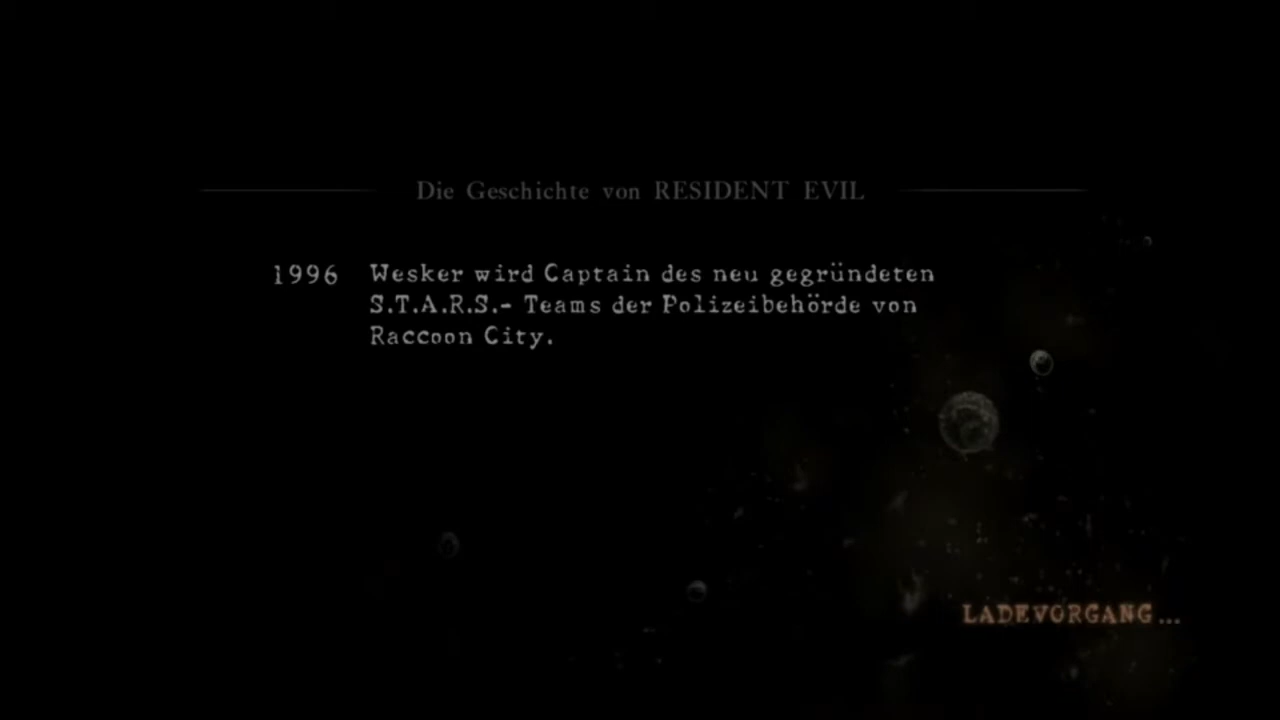 Die Geschichte von RESIDENT EVIL
1996 Wesker wird Captain des neu gegründeten
S.T.A.R.S.- Teams der Polizeibehörde von
Raccoon City.
LADEVORGANG...